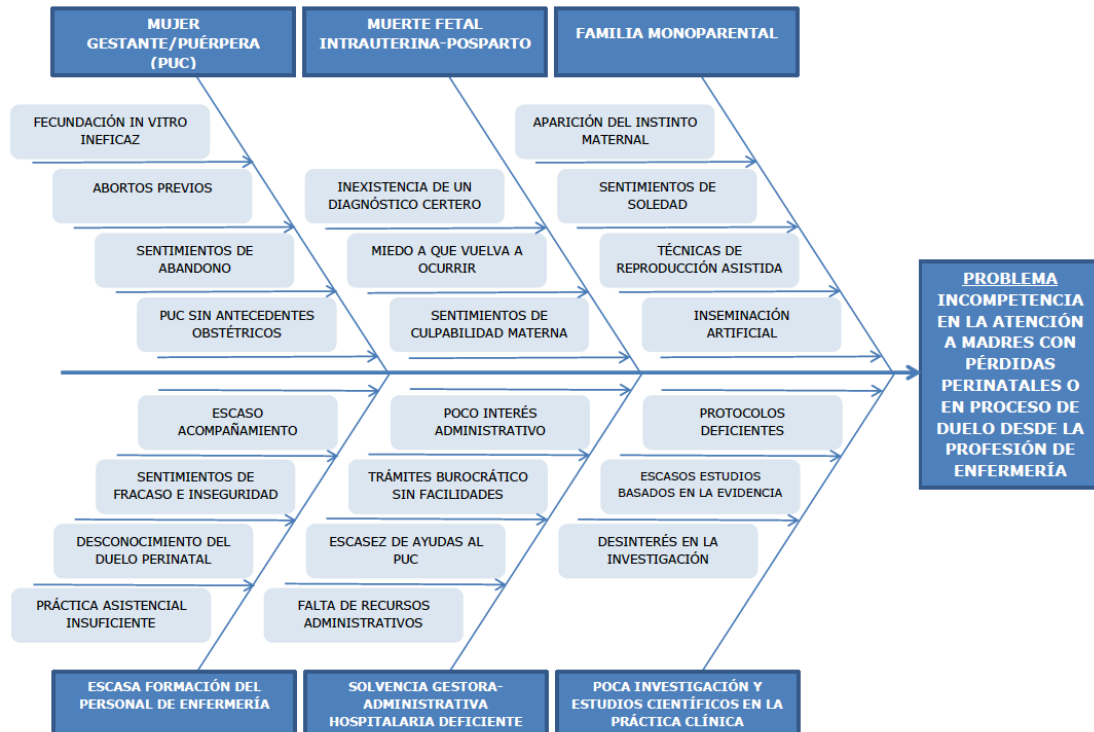 MUJER
GESTANTE/PUÉRPERA
(PUC)
MUERTE FETAL
INTRAUTERINA-POSPARTO
FAMILIA MONOPARENTAL
FECUNDACIÓN IN VITRO
INEFICAZ
ABORTOS PREVIOS
SENTIMIENTOS DE
ABANDONO
PUC SIN ANTECEDENTES
OBSTÉTRICOS
INEXISTENCIA DE UN
DIAGNÓSTICO CERTERO
MIEDO A QUE VUELVA A
OCURRIR
SENTIMIENTOS DE
CULPABILIDAD MATERNA
APARICIÓN DEL INSTINTO
MATERNAL
SENTIMIENTOS DE
SOLEDAD
TÉCNICAS DE
REPRODUCCIÓN ASISTIDA
INSEMINACIÓN
ARTIFICIAL
PROBLEMA
INCOMPETENCIA
EN LA ATENCIÓN
A MADRES CON
PÉRDIDAS
PERINATALES O
EN PROCESO DE
DUELO DESDE LA
PROFESIÓN DE
ENFERMERÍA
ESCASO
ACOMPAÑAMIENTO
SENTIMIENTOS DE
FRACASO E INSEGURIDAD
DESCONOCIMIENTO DEL
DUELO PERINATAL
PRÁCTICA ASISTENCIAL
INSUFICIENTE
POCO INTERÉS
ADMINISTRATIVO
TRÁMITES BUROCRÁTICO
SIN FACILIDADES
ESCASEZ DE AYUDAS AL
PUC
FALTA DE RECURSOS
ADMINISTRATIVOS
PROTOCOLOS
DEFICIENTES
ESCASOS ESTUDIOS
BASADOS EN LA EVIDENCIA
DESINTERÉS EN LA
INVESTIGACIÓN
ESCASA FORMACIÓN DEL
PERSONAL DE ENFERMERÍA
SOLVENCIA GESTORA-
ADMINISTRATIVA
HOSPITALARIA DEFICIENTE
POCA INVESTIGACIÓN Y
ESTUDIOS CIENTÍFICOS EN LA
PRÁCTICA CLÍNICA